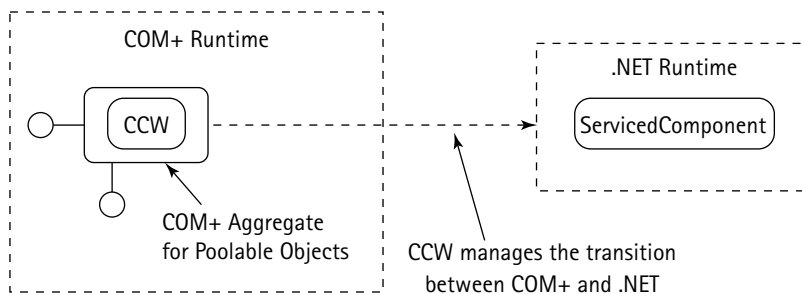 COM+ Runtime
CCW
COM+ Aggregate
for Poolable Objects
.NET Runtime
ServicedComponent
CCW manages the transition
between COM+ and .NET